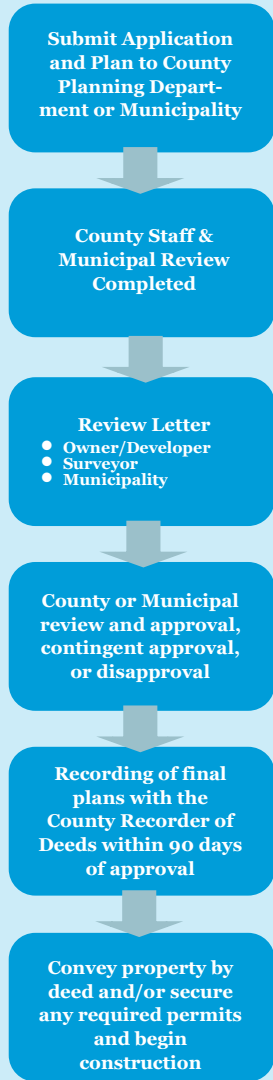 Submit Application
and Plan to County
Planning Depart-
ment or Municipality
County Staff &
Municipal Review
Completed
Review Letter
• Owner/Developer
• Surveyor
• Municipality
County or Municipal
review and approval,
contingent approval,
or disapproval
Recording of final
plans with the
County Recorder of
Deeds within 90 days
of approval
Convey property by
deed and/or secure
any required permits
and begin
construction